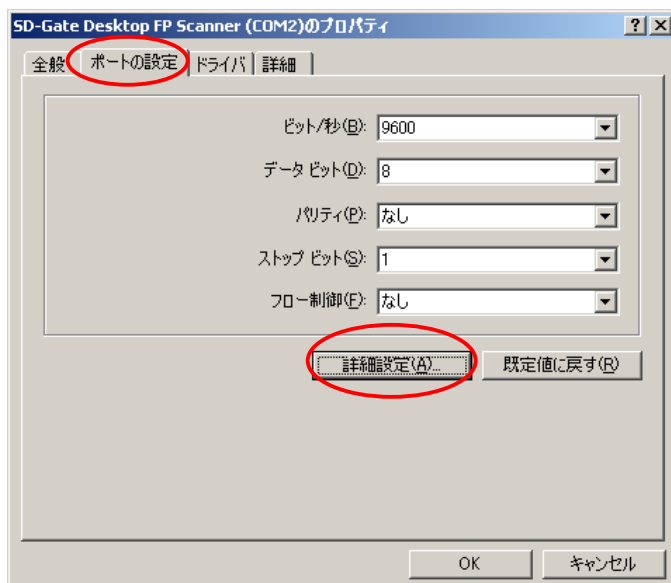 SD-Gate Desktop FP Scanner (COM2)のプロパティ
全般 ポートの設定 ドライバ 詳細
ビット/秒(B): 9600
データ ビット(D): 8
パリティ(P): なし
ストップ ビット(S): 1
フロー制御(F): なし
詳細設定(A)... 既定値に戻す(R)
OK キャンセル